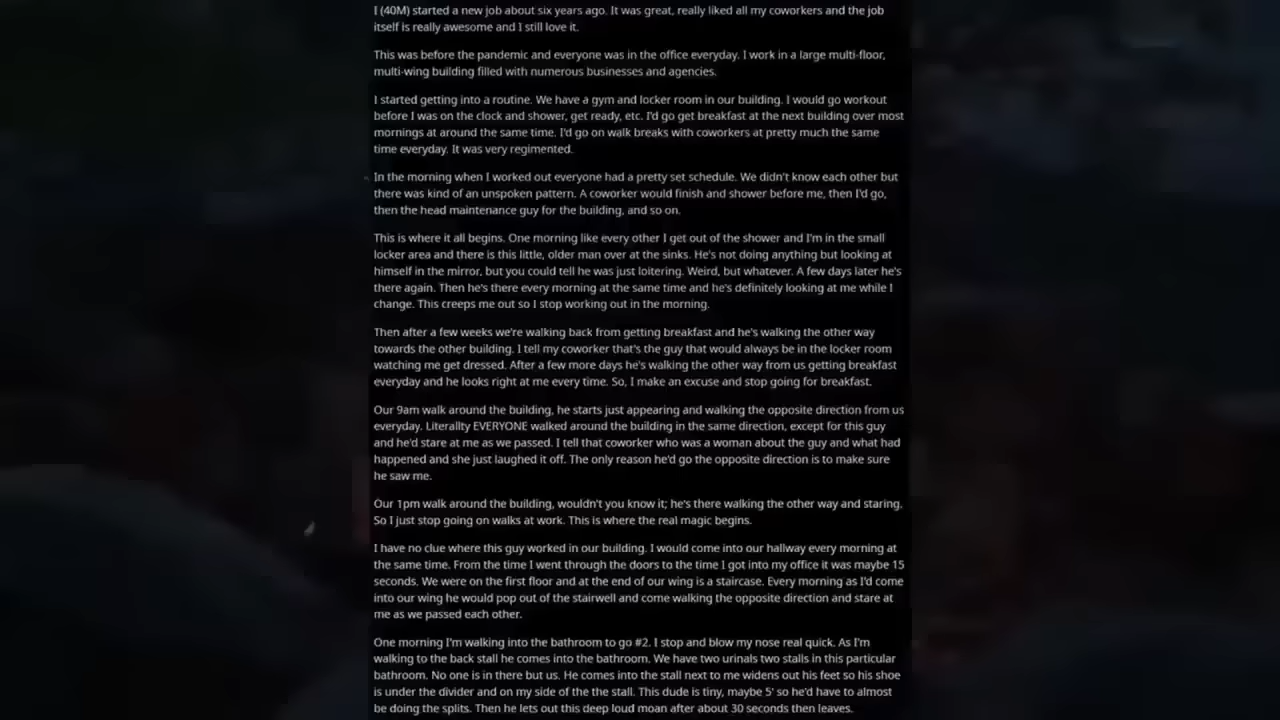 I (40M) started a new job about six years ago. It was great, really liked all my coworkers and the job
itself is really awesome and I still love it.
This was before the pandemic and everyone was in the office everyday. I work in a large multi-floor,
multi-wing building filled with numerous businesses and agencies.
I started getting into a routine. We have a gym and locker room in our building. I would go workout
before I was on the clock and shower, get ready, etc. I'd go get breakfast at the next building over most
mornings at around the same time. I'd go on walk breaks with coworkers at pretty much the same
time everyday. It was very regimented.
In the morning when I worked out everyone had a pretty set schedule. We didn't know each other but
there was kind of an unspoken pattern. A coworker would finish and shower before me, then I'd go,
then the head maintenance guy for the building, and so on.
This is where it all begins. One morning like every other I get out of the shower and I'm in the small
locker area and there is this little, older man over at the sinks. He's not doing anything but looking at
himself in the mirror, but you could tell he was just loitering. Weird, but whatever. A few days later he's
there again. Then he's there every morning at the same time and he's definitely looking at me while I
change. This creeps me out so I stop working out in the morning.
Then after a few weeks we're walking back from getting breakfast and he's walking the other way
towards the other building. I tell my coworker that's the guy that would always be in the locker room
watching me get dressed. After a few more days he's walking the other way from us getting breakfast
everyday and he looks right at me every time. So, I make an excuse and stop going for breakfast.
Our 9am walk around the building, he starts just appearing and walking the opposite direction from us
everyday. Literallty EVERYONE walked around the building in the same direction, except for this guy
and he'd stare at me as we passed. I tell that coworker who was a woman about the guy and what had
happened and she just laughed it off. The only reason he'd go the opposite direction is to make sure
he saw me.
Our 1pm walk around the building, wouldn't you know it; he's there walking the other way and staring.
So I just stop going on walks at work. This is where the real magic begins.
I have no clue where this guy worked in our building. I would come into our hallway every morning at
the same time. From the time I went through the doors to the time I got into my office it was maybe 15
seconds. We were on the first floor and at the end of our wing is a staircase. Every morning as I'd come
into our wing he would pop out of the stairwell and come walking the opposite direction and stare at
me as we passed each other.
One morning I'm walking into the bathroom to go #2. I stop and blow my nose real quick. As I'm
walking to the back stall he comes into the bathroom. We have two urinals two stalls in this particular
bathroom. No one is in there but us. He comes into the stall next to me widens out his feet so his shoe
is under the divider and on my side of the the stall. This dude is tiny, maybe 5' so he'd have to almost
be doing the splits. Then he lets out this deep loud moan after about 30 seconds then leaves.